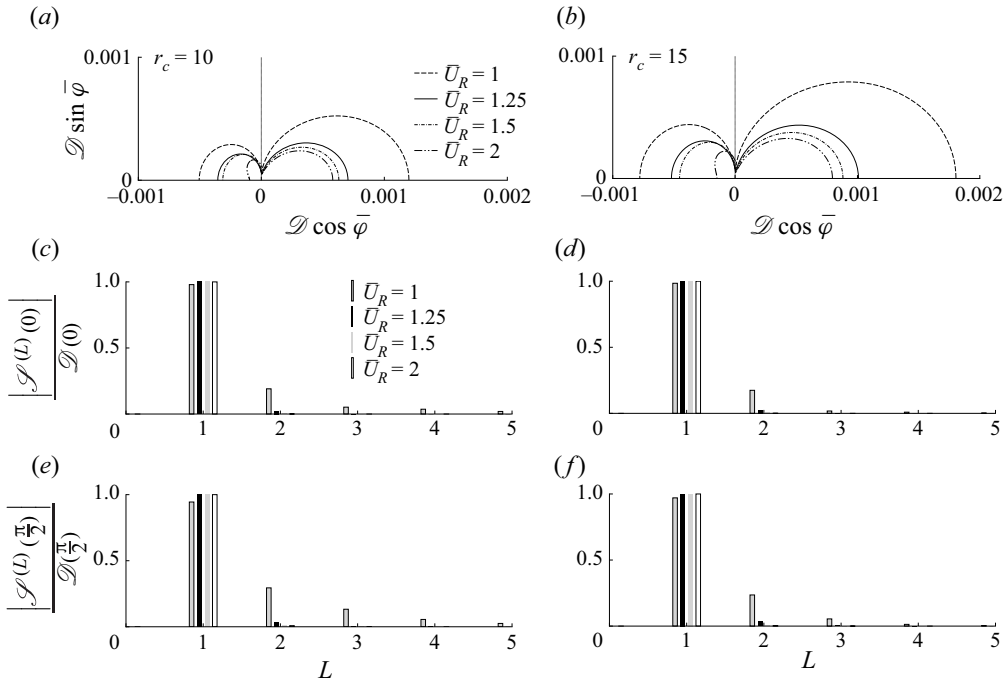 (a)
0.001
r_c = 10
Ū_R = 1
Ū_R = 1.25
Ū_R = 1.5
Ū_R = 2
𝒟 sin φ̄
0
−0.001
0
0.001
0.002
𝒟 cos φ̄
(b)
0.001
r_c = 15
0
−0.001
0
0.001
0.002
𝒟 cos φ̄
(c)
1.0
0.5
0
1
2
3
4
5
|𝒮^(L)(0)|
𝒟(0)
Ū_R = 1
Ū_R = 1.25
Ū_R = 1.5
Ū_R = 2
(d)
1.0
0.5
0
1
2
3
4
5
(e)
1.0
0.5
0
1
2
3
4
5
|𝒮^(L)(π/2)|
𝒟(π/2)
L
(f)
1.0
0.5
0
1
2
3
4
5
L